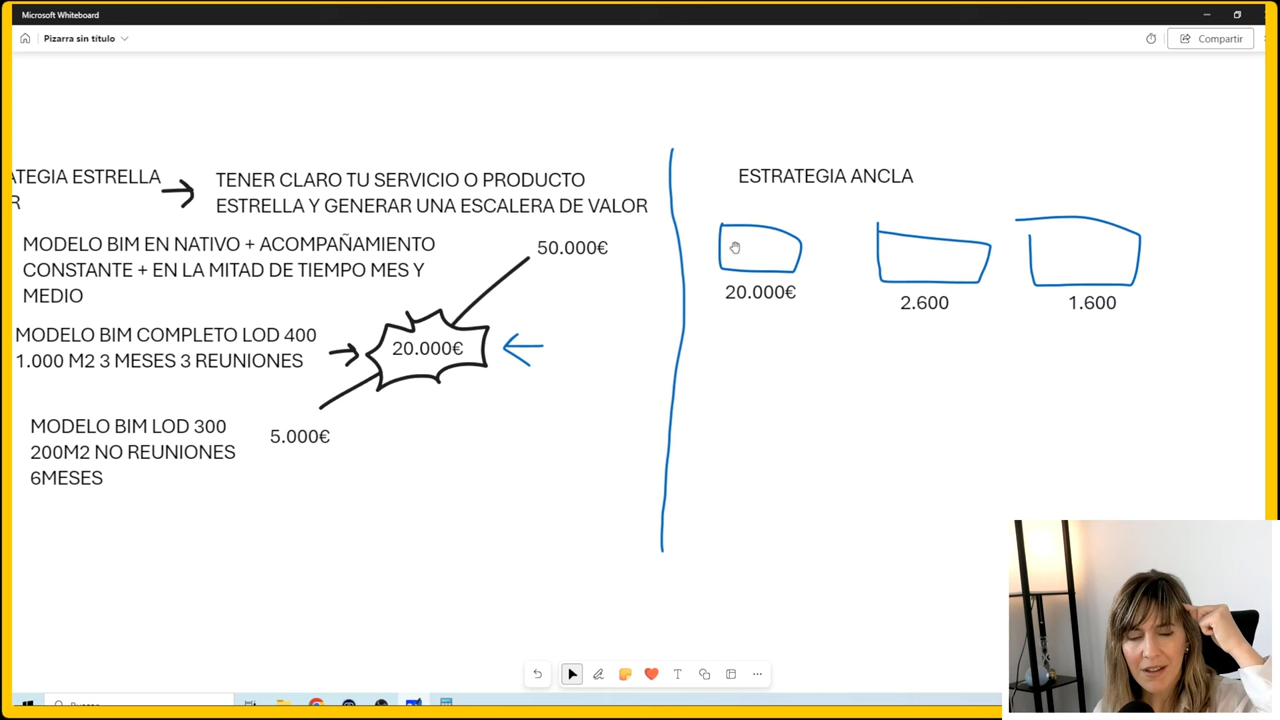 Microsoft Whiteboard
Pizarra sin título
Compartir
ATEGIA ESTRELLA
R
TENER CLARO TU SERVICIO O PRODUCTO
ESTRELLA Y GENERAR UNA ESCALERA DE VALOR
MODELO BIM EN NATIVO + ACOMPAÑAMIENTO
CONSTANTE + EN LA MITAD DE TIEMPO MES Y
MEDIO
50.000€
MODELO BIM COMPLETO LOD 400
1.000 M2 3 MESES 3 REUNIONES
20.000€
MODELO BIM LOD 300
200M2 NO REUNIONES
6MESES
5.000€
ESTRATEGIA ANCLA
20.000€
2.600
1.600